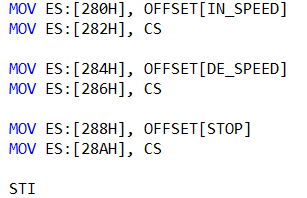 MOV ES:[280H], OFFSET[IN_SPEED]
MOV ES:[282H], CS
MOV ES:[284H], OFFSET[DE_SPEED]
MOV ES:[286H], CS
MOV ES:[288H], OFFSET[STOP]
MOV ES:[28AH], CS
STI